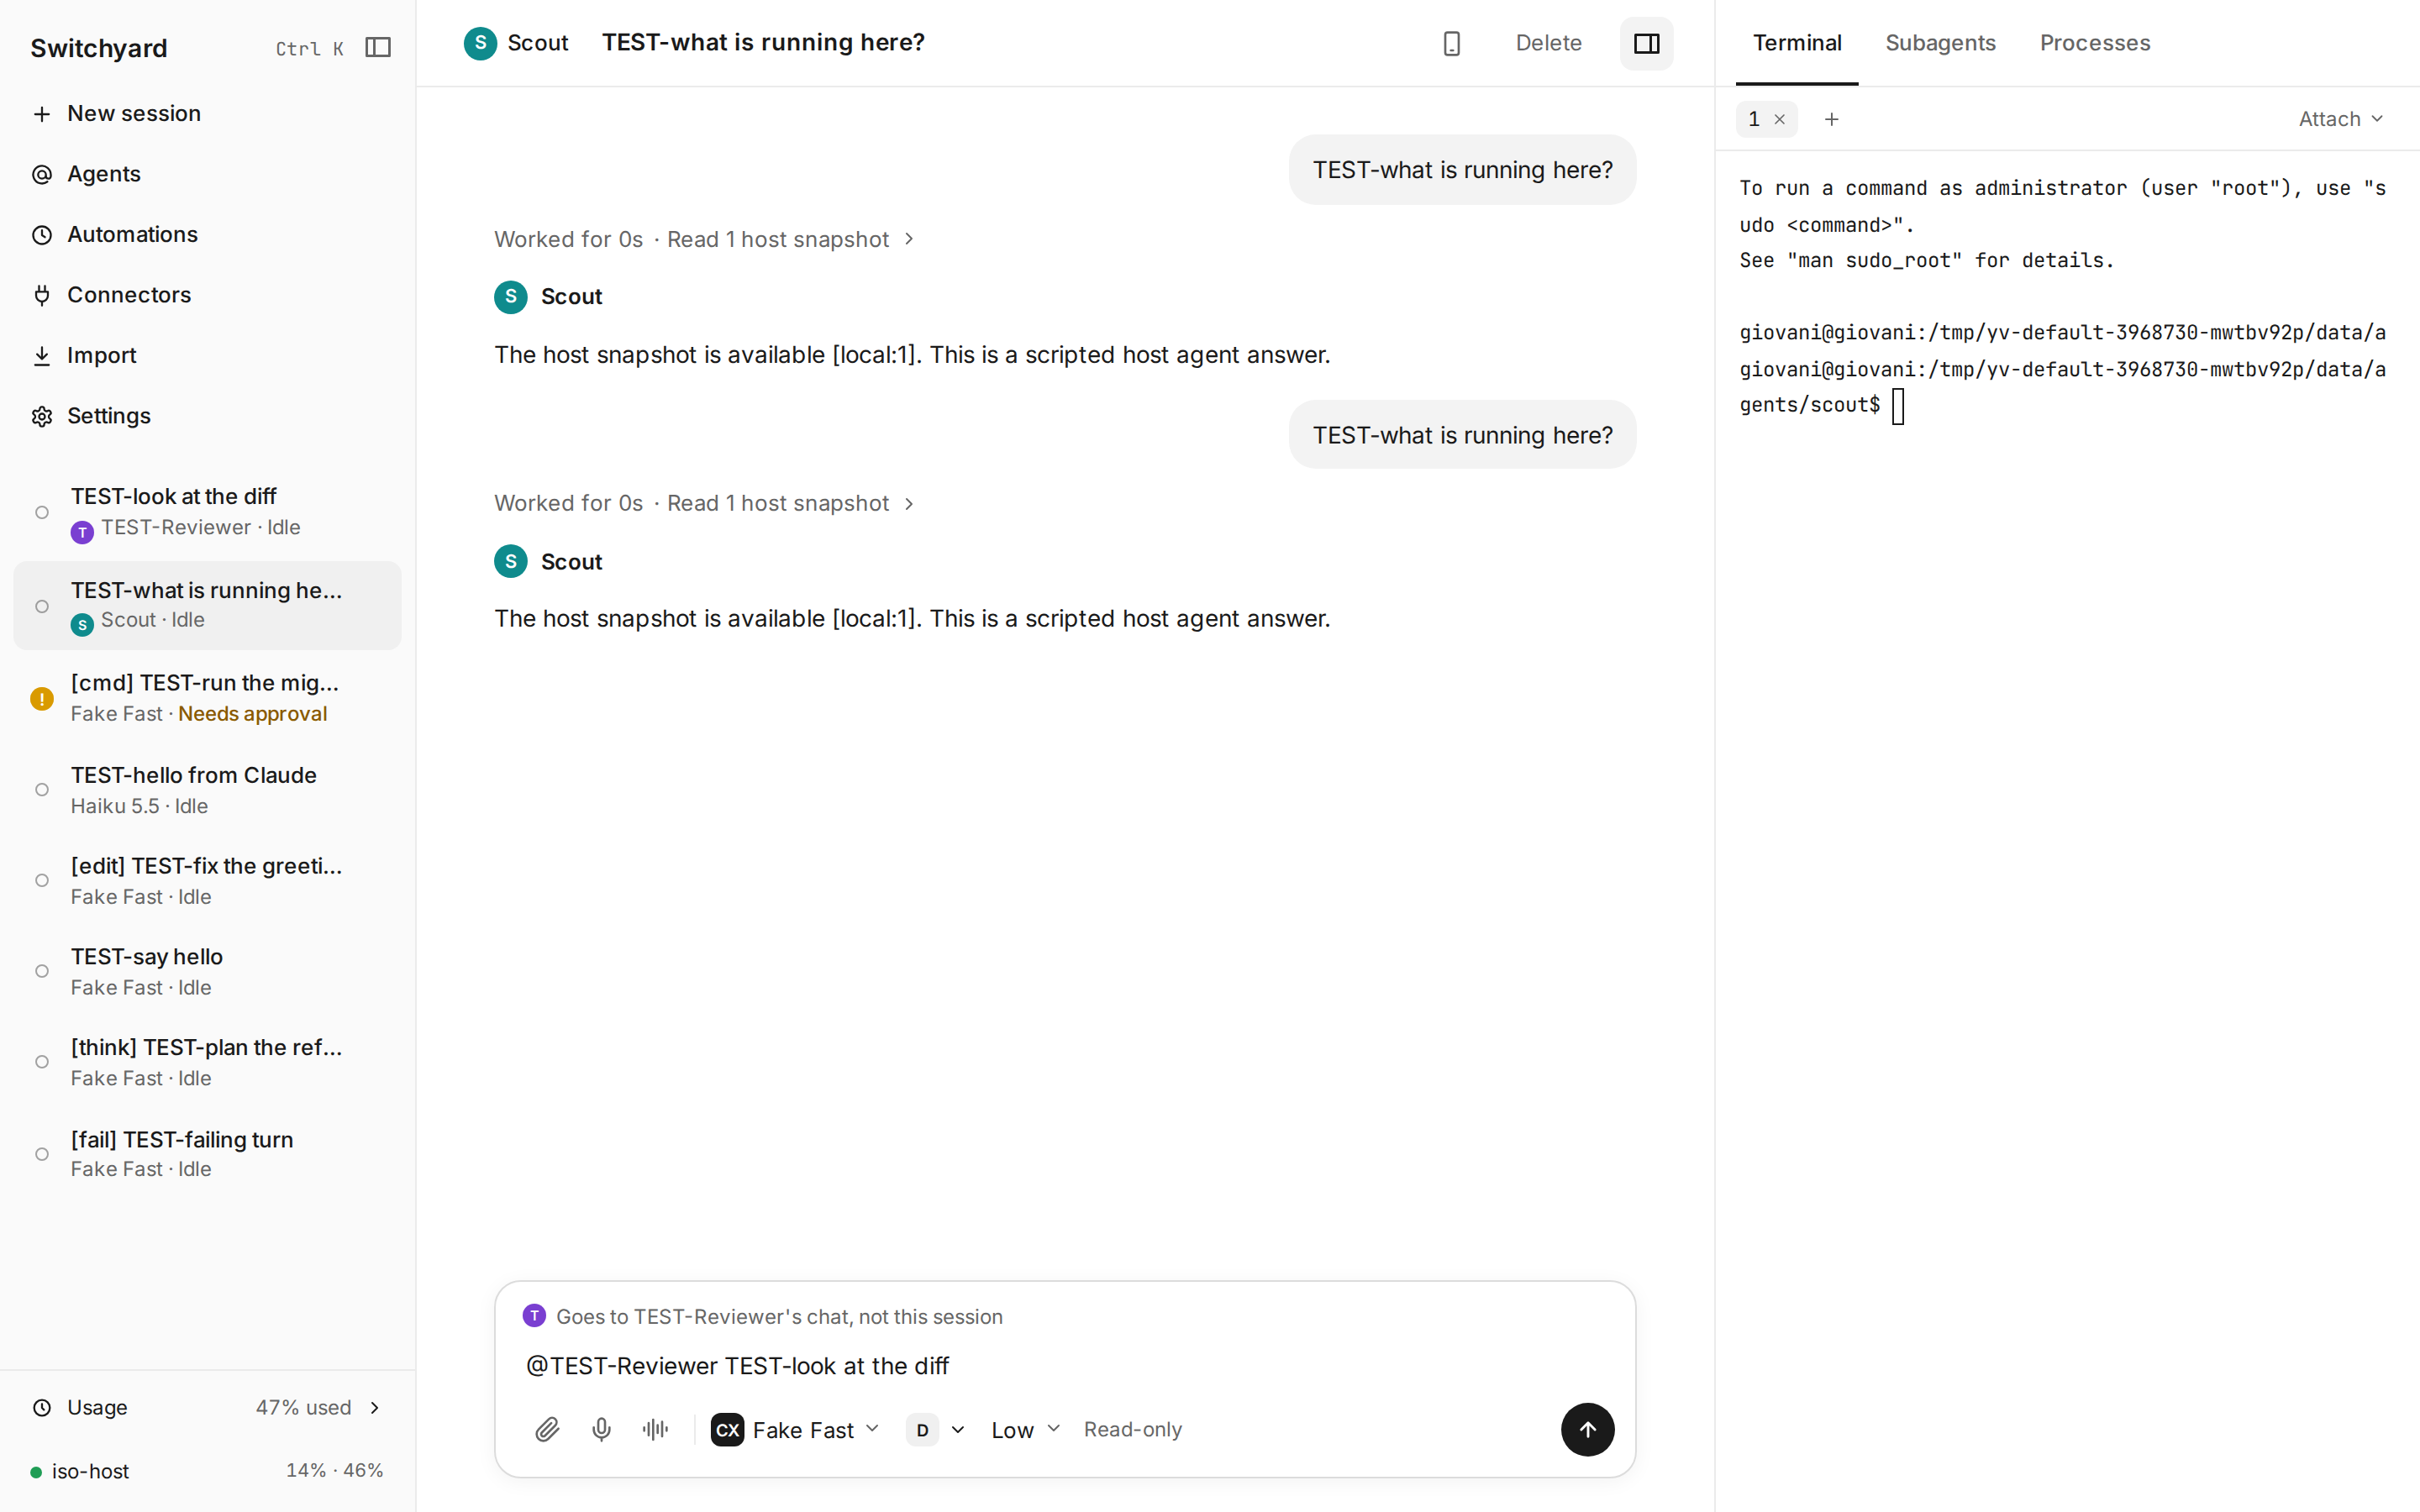 Switchyard
Ctrl K
New session
Agents
Automations
Connectors
Import
Settings
TEST-look at the diff
T TEST-Reviewer · Idle
TEST-what is running he...
S Scout · Idle
[cmd] TEST-run the mig...
Fake Fast · Needs approval
TEST-hello from Claude
Haiku 5.5 · Idle
[edit] TEST-fix the greeti...
Fake Fast · Idle
TEST-say hello
Fake Fast · Idle
[think] TEST-plan the ref...
Fake Fast · Idle
[fail] TEST-failing turn
Fake Fast · Idle
Usage 47% used
iso-host 14% · 46%
S Scout TEST-what is running here?
Delete
TEST-what is running here?
Worked for 0s · Read 1 host snapshot
S Scout
The host snapshot is available [local:1]. This is a scripted host agent answer.
TEST-what is running here?
Worked for 0s · Read 1 host snapshot
S Scout
The host snapshot is available [local:1]. This is a scripted host agent answer.
T Goes to TEST-Reviewer's chat, not this session
@TEST-Reviewer TEST-look at the diff
CX Fake Fast D Low Read-only
Terminal Subagents Processes
1 Attach
To run a command as administrator (user "root"), use "s
udo <command>".
See "man sudo_root" for details.
giovani@giovani:/tmp/yv-default-3968730-mwtbv92p/data/a
giovani@giovani:/tmp/yv-default-3968730-mwtbv92p/data/a
gents/scout$